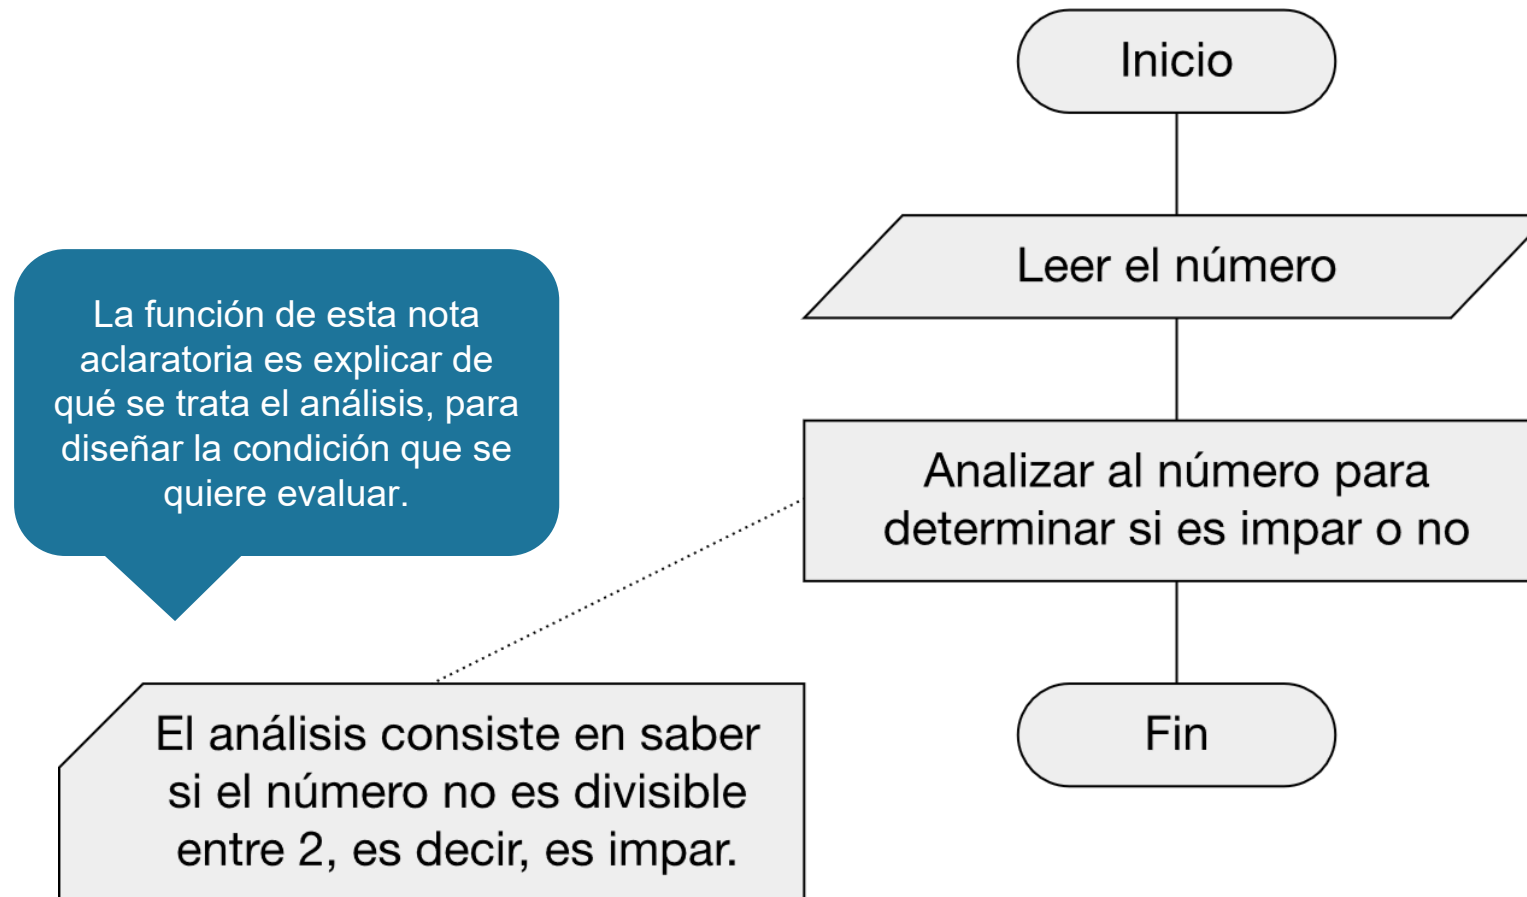 Inicio
Leer el número
La función de esta nota
aclaratoria es explicar de
qué se trata el análisis, para
diseñar la condición que se
quiere evaluar.
Analizar al número para
determinar si es impar o no
El análisis consiste en saber
si el número no es divisible
entre 2, es decir, es impar.
Fin